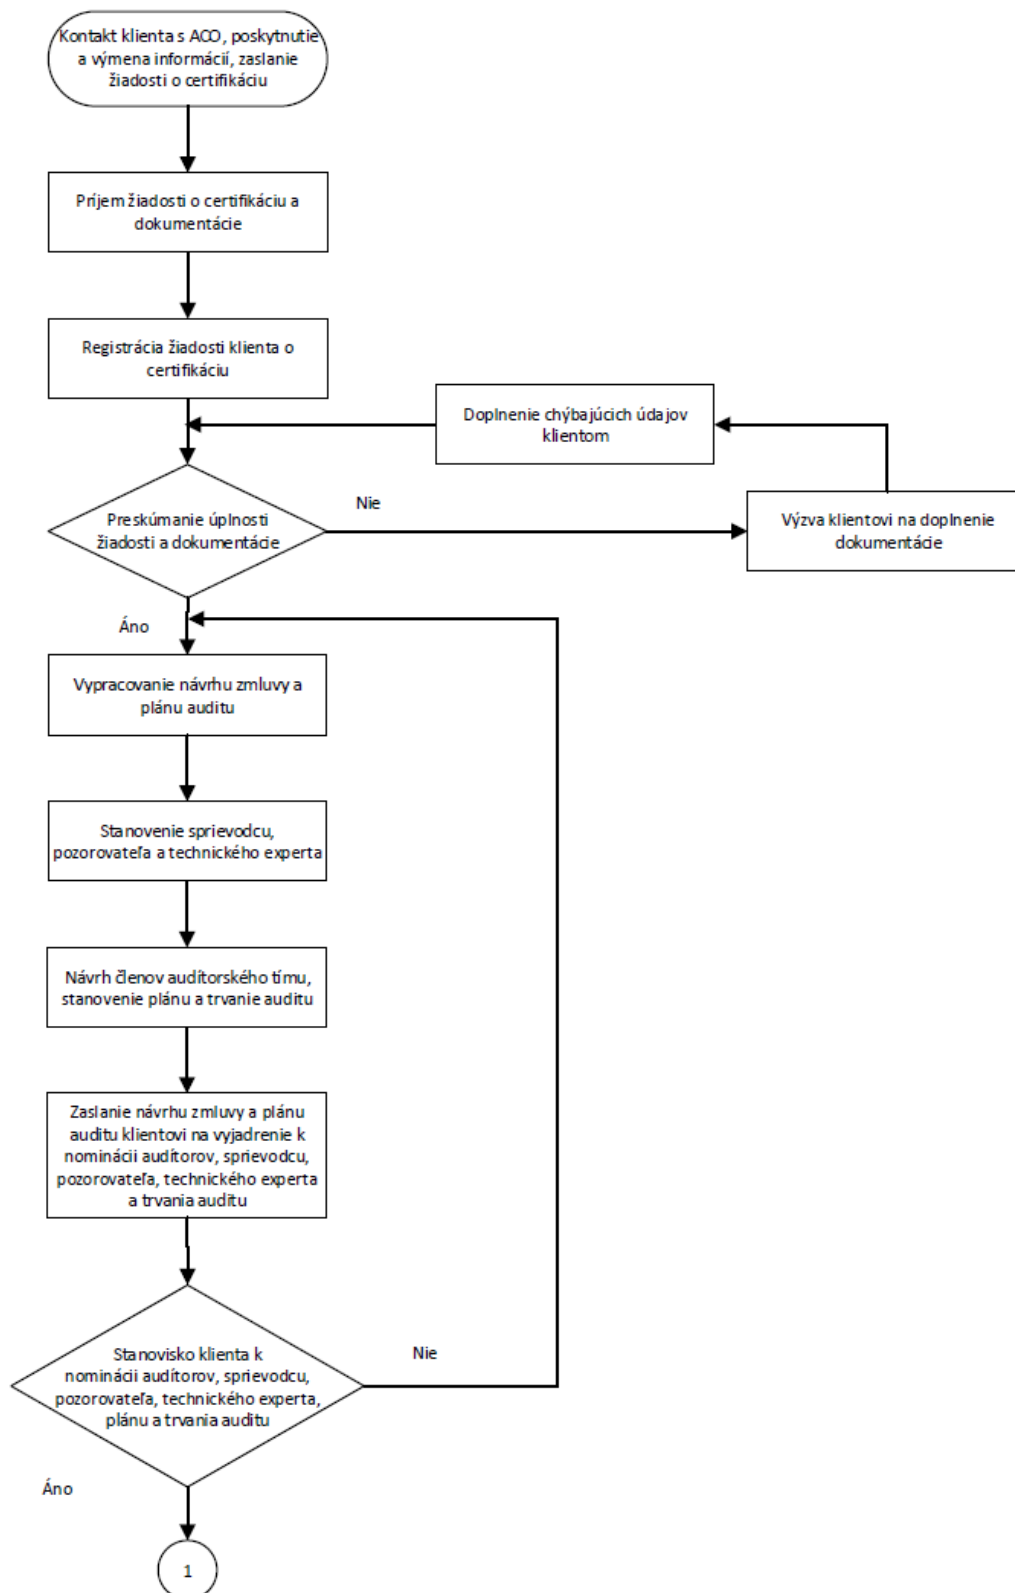 Kontakt klienta s ACO, poskytnutie
a výmena informácií, zaslanie
žiadosti o certifikáciu
Príjem žiadosti o certifikáciu a
dokumentácie
Registrácia žiadosti klienta o
certifikáciu
Doplnenie chýbajúcich údajov
klientom
Nie
Preskúmanie úplnosti
žiadosti a dokumentácie
Výzva klientovi na doplnenie
dokumentácie
Áno
Vypracovanie návrhu zmluvy a
plánu auditu
Stanovenie sprievodcu,
pozorovateľa a technického experta
Návrh členov audítorského tímu,
stanovenie plánu a trvanie auditu
Zaslanie návrhu zmluvy a plánu
auditu klientovi na vyjadrenie k
nominácii audítorov, sprievodcu,
pozorovateľa, technického experta
a trvania auditu
Stanovisko klienta k
nominácii audítorov, sprievodcu,
pozorovateľa, technického experta,
plánu a trvania auditu
Nie
Áno
1